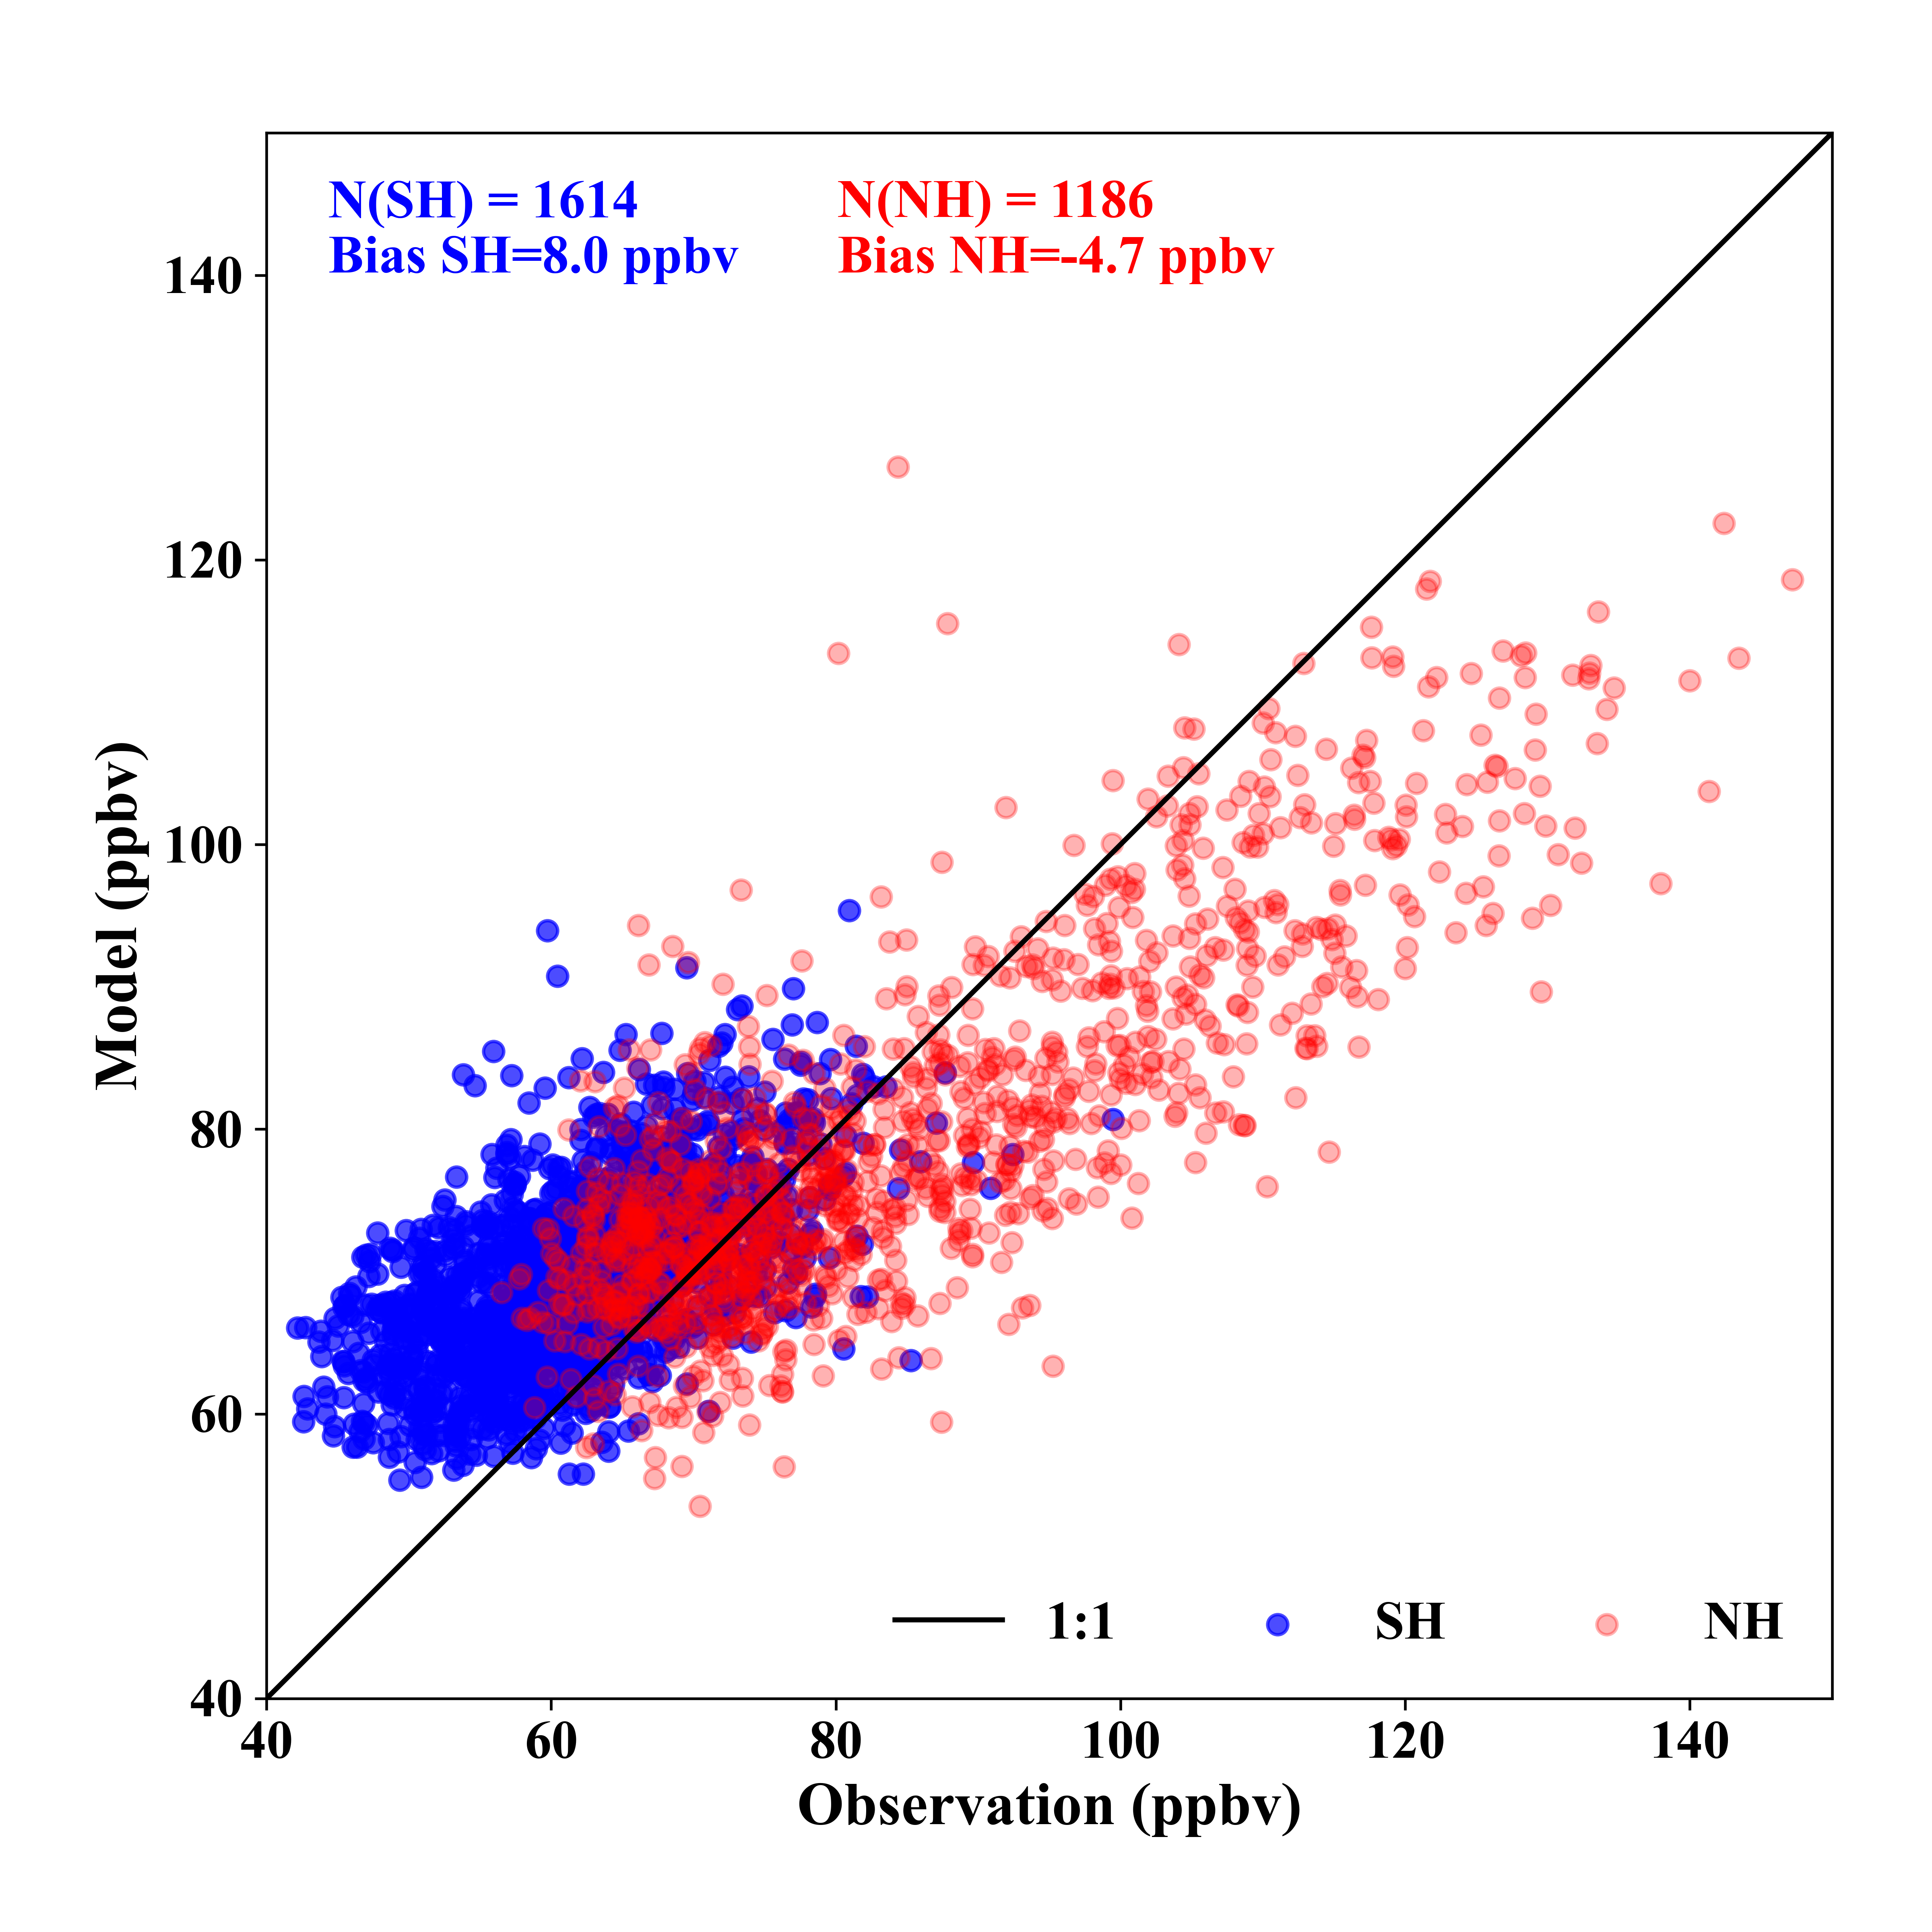 N(SH) = 1614
Bias SH=8.0 ppbv
N(NH) = 1186
Bias NH=-4.7 ppbv
140
120
100
80
60
40
Model (ppbv)
1:1 SH NH
40 60 80 100 120 140
Observation (ppbv)